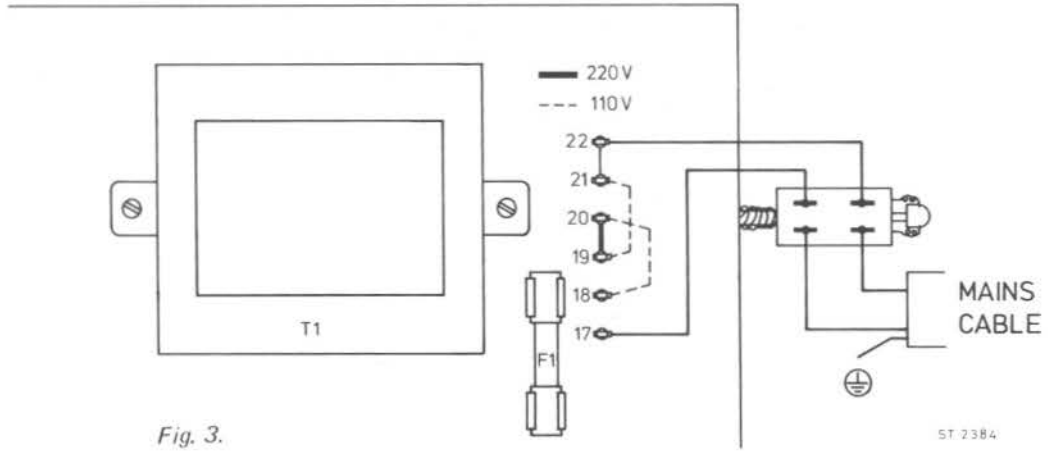 220 V
110 V
22
21
20
19
18
17
T1
F1
MAINS
CABLE
Fig. 3.
ST 2384